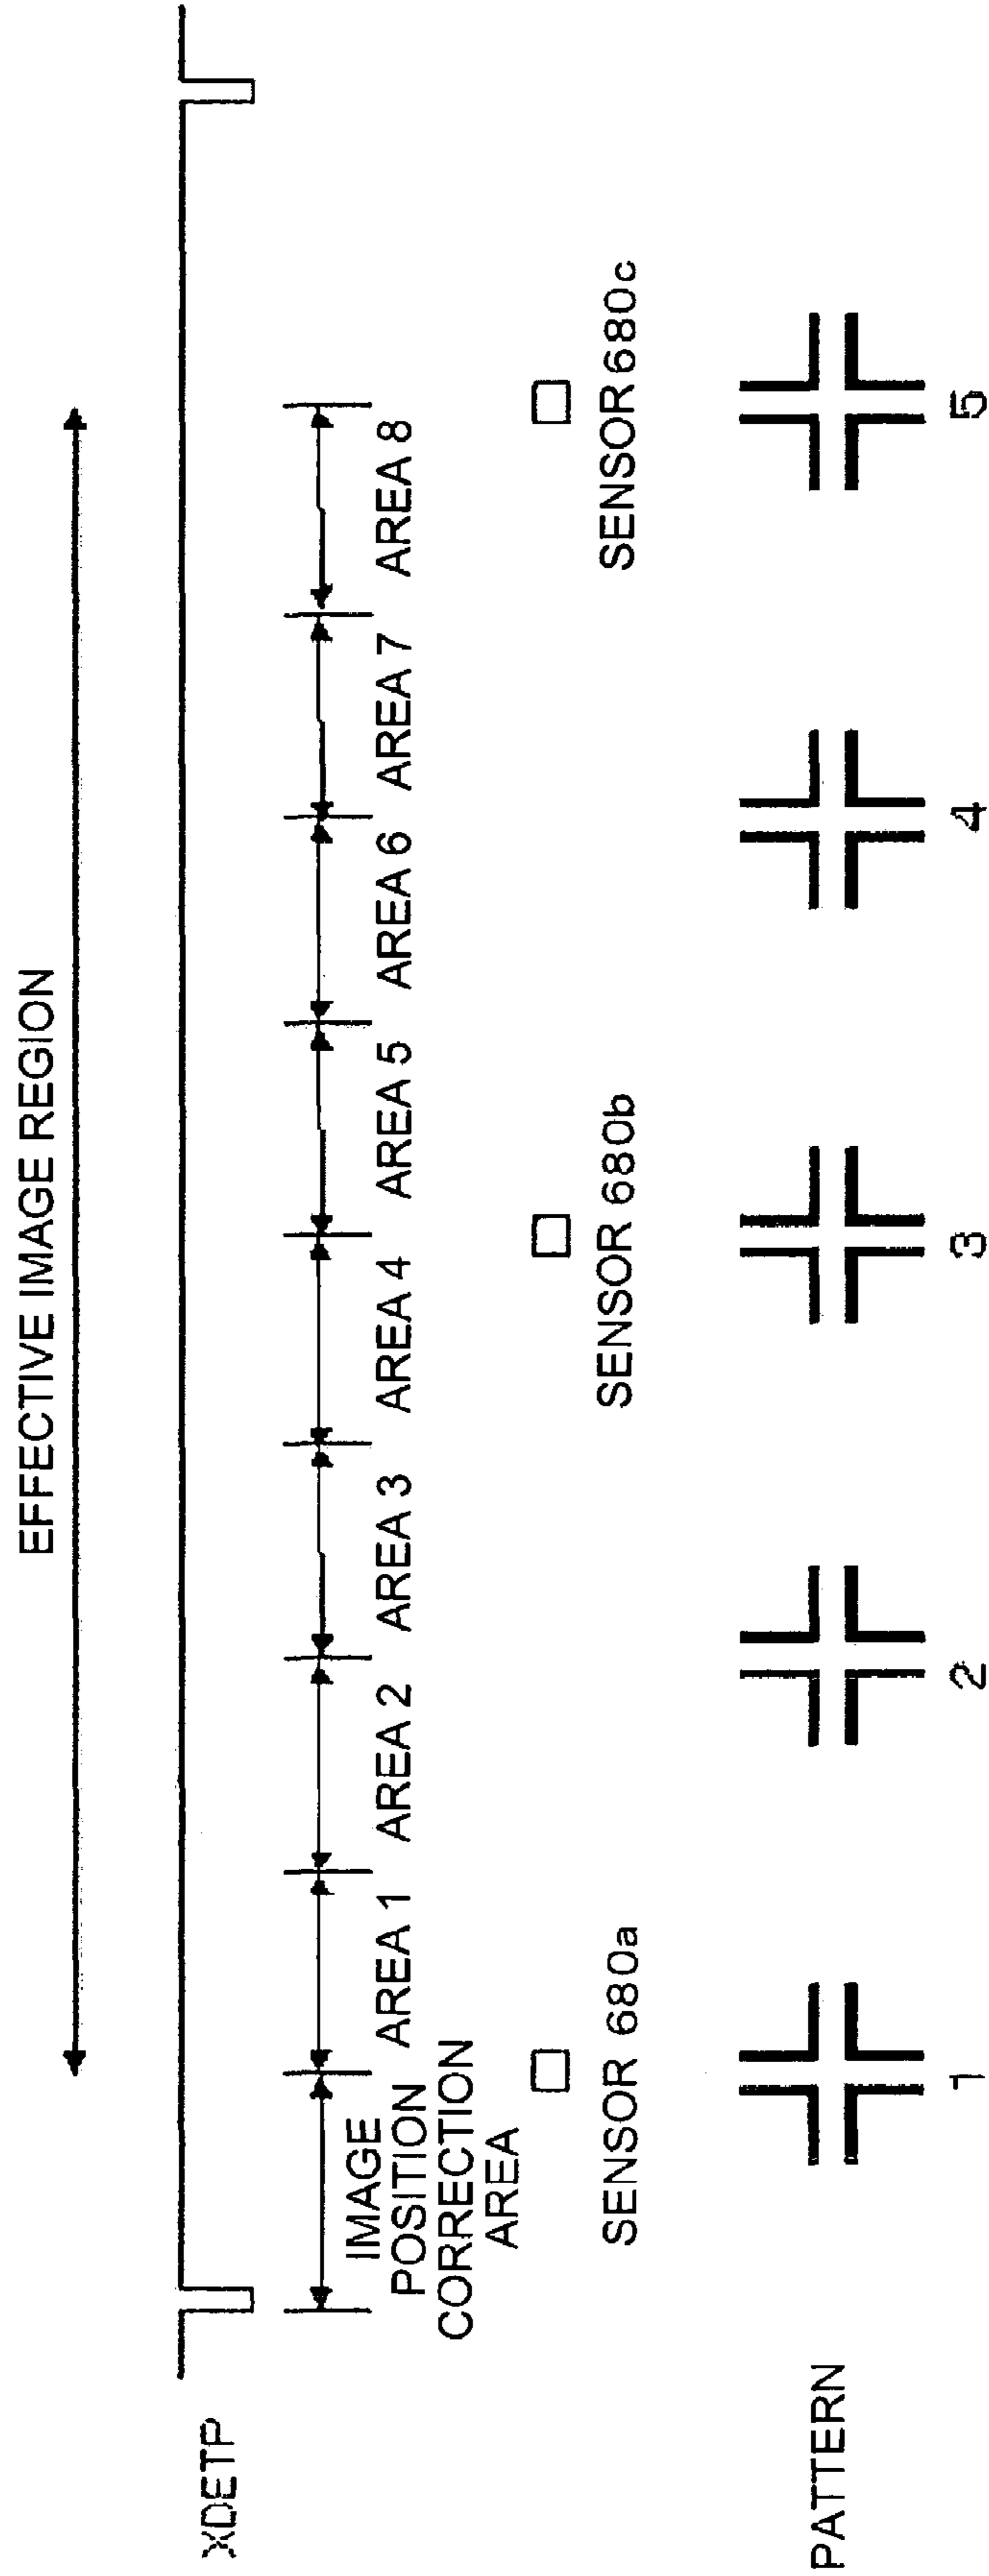 EFFECTIVE IMAGE REGION
XDETP
IMAGE
POSITION
CORRECTION
AREA
AREA 1
AREA 2
AREA 3
AREA 4
AREA 5
AREA 6
AREA 7
AREA 8
SENSOR 680a
SENSOR 680b
SENSOR 680c
PATTERN
1
2
3
4
5